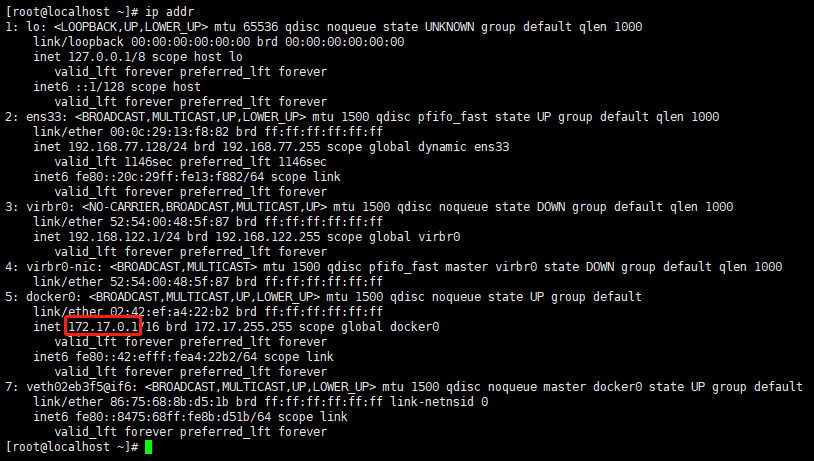 [root@localhost ~]# ip addr
1: lo: <LOOPBACK,UP,LOWER_UP> mtu 65536 qdisc noqueue state UNKNOWN group default qlen 1000
    link/loopback 00:00:00:00:00:00 brd 00:00:00:00:00:00
    inet 127.0.0.1/8 scope host lo
       valid_lft forever preferred_lft forever
    inet6 ::1/128 scope host
       valid_lft forever preferred_lft forever
2: ens33: <BROADCAST,MULTICAST,UP,LOWER_UP> mtu 1500 qdisc pfifo_fast state UP group default qlen 1000
    link/ether 00:0c:29:13:f8:82 brd ff:ff:ff:ff:ff:ff
    inet 192.168.77.128/24 brd 192.168.77.255 scope global dynamic ens33
       valid_lft 1146sec preferred_lft 1146sec
    inet6 fe80::20c:29ff:fe13:f882/64 scope link
       valid_lft forever preferred_lft forever
3: virbr0: <NO-CARRIER,BROADCAST,MULTICAST,UP> mtu 1500 qdisc noqueue state DOWN group default qlen 1000
    link/ether 52:54:00:48:5f:87 brd ff:ff:ff:ff:ff:ff
    inet 192.168.122.1/24 brd 192.168.122.255 scope global virbr0
       valid_lft forever preferred_lft forever
4: virbr0-nic: <BROADCAST,MULTICAST> mtu 1500 qdisc pfifo_fast master virbr0 state DOWN group default qlen 1000
    link/ether 52:54:00:48:5f:87 brd ff:ff:ff:ff:ff:ff
5: docker0: <BROADCAST,MULTICAST,UP,LOWER_UP> mtu 1500 qdisc noqueue state UP group default
    link/ether 02:42:ef:a4:22:b2 brd ff:ff:ff:ff:ff:ff
    inet 172.17.0.1/16 brd 172.17.255.255 scope global docker0
       valid_lft forever preferred_lft forever
    inet6 fe80::42:efff:fea4:22b2/64 scope link
       valid_lft forever preferred_lft forever
7: veth02eb3f5@if6: <BROADCAST,MULTICAST,UP,LOWER_UP> mtu 1500 qdisc noqueue master docker0 state UP group default
    link/ether 86:75:68:8b:d5:1b brd ff:ff:ff:ff:ff:ff link-netnsid 0
    inet6 fe80::8475:68ff:fe8b:d51b/64 scope link
       valid_lft forever preferred_lft forever
[root@localhost ~]#